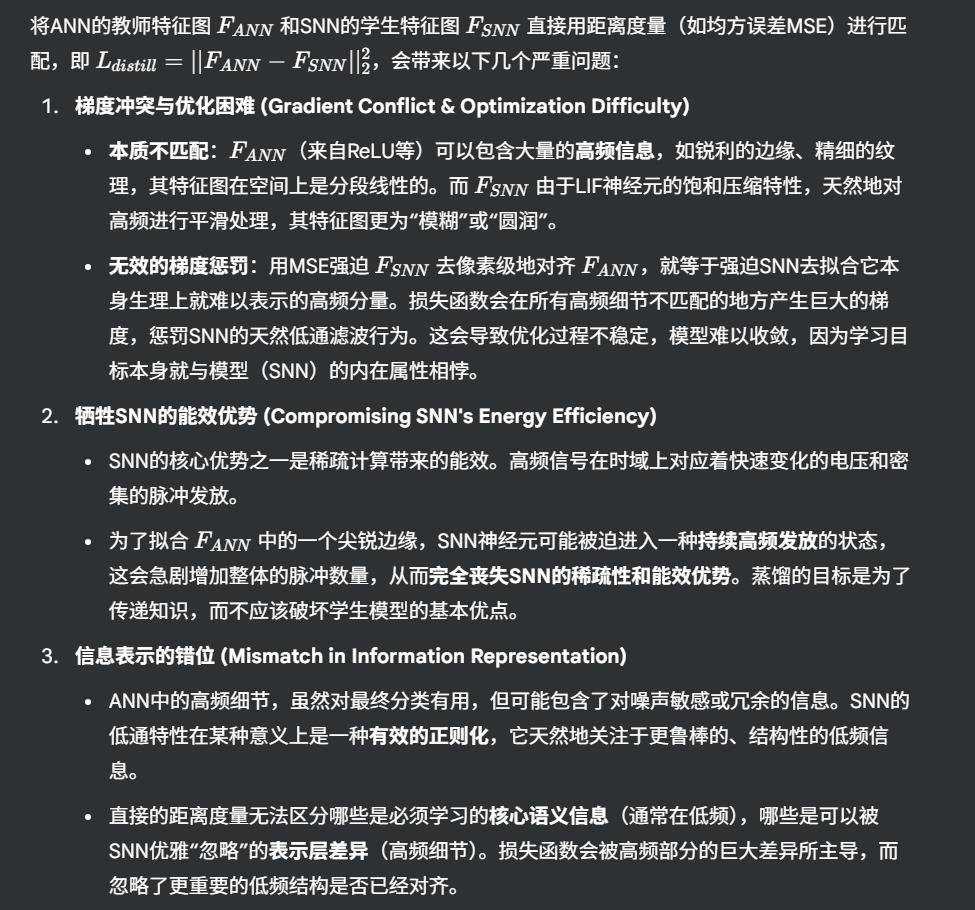 将ANN的教师特征图 F_{ANN} 和SNN的学生特征图 F_{SNN} 直接用距离度量（如均方误差MSE）进行匹
配，即 L_{distill} = ||F_{ANN} − F_{SNN}||_2^2，会带来以下几个严重问题：
1. 梯度冲突与优化困难 (Gradient Conflict & Optimization Difficulty)
• 本质不匹配：F_{ANN}（来自ReLU等）可以包含大量的高频信息，如锐利的边缘、精细的纹
理，其特征图在空间上是分段线性的。而 F_{SNN} 由于LIF神经元的饱和压缩特性，天然地对
高频进行平滑处理，其特征图更为“模糊”或“圆润”。
• 无效的梯度惩罚：用MSE强迫 F_{SNN} 去像素级地对齐 F_{ANN}，就等于强迫SNN去拟合它本
身生理上就难以表示的高频分量。损失函数会在所有高频细节不匹配的地方产生巨大的梯
度，惩罚SNN的天然低通滤波行为。这会导致优化过程不稳定，模型难以收敛，因为学习目
标本身就与模型（SNN）的内在属性相悖。
2. 牺牲SNN的能效优势 (Compromising SNN's Energy Efficiency)
• SNN的核心优势之一是稀疏计算带来的能效。高频信号在时域上对应着快速变化的电压和密
集的脉冲发放。
• 为了拟合 F_{ANN} 中的一个尖锐边缘，SNN神经元可能被迫进入一种持续高频发放的状态，
这会急剧增加整体的脉冲数量，从而完全丧失SNN的稀疏性和能效优势。蒸馏的目标是为了
传递知识，而不应该破坏学生模型的基本优点。
3. 信息表示的错位 (Mismatch in Information Representation)
• ANN中的高频细节，虽然对最终分类有用，但可能包含了对噪声敏感或冗余的信息。SNN的
低通特性在某种意义上是一种有效的正则化，它天然地关注于更鲁棒的、结构性的低频信
息。
• 直接的距离度量无法区分哪些是必须学习的核心语义信息（通常在低频），哪些是可以被
SNN优雅“忽略”的表示层差异（高频细节）。损失函数会被高频部分的巨大差异所主导，而
忽略了更重要的低频结构是否已经对齐。